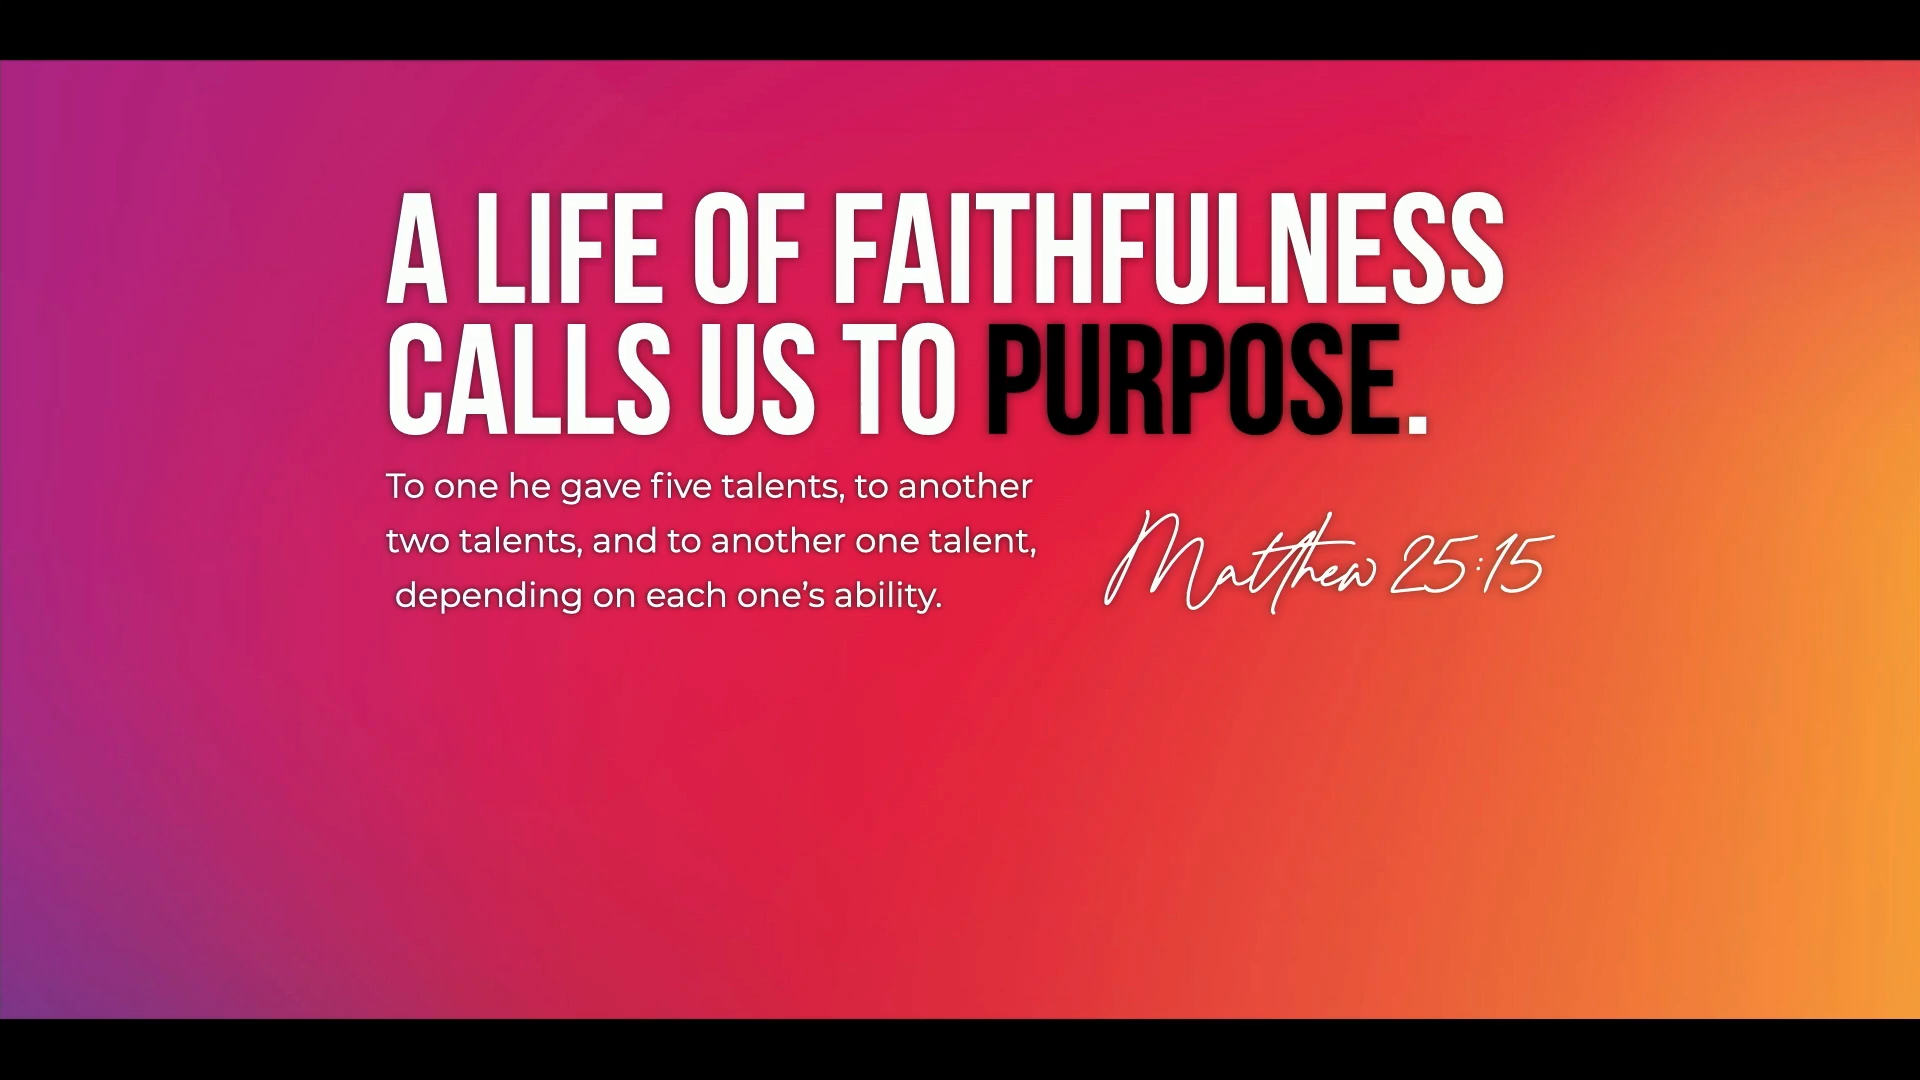 A LIFE OF FAITHFULNESS
CALLS US TO PURPOSE.
To one he gave five talents, to another
two talents, and to another one talent,
depending on each one’s ability.
Matthew 25:15